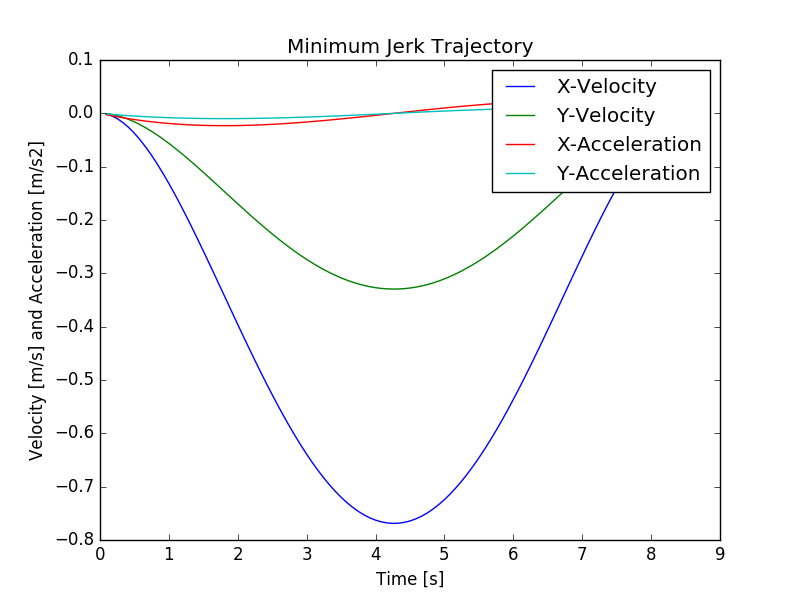 Minimum Jerk Trajectory
0.1
0.0
−0.1
−0.2
−0.3
−0.4
−0.5
−0.6
−0.7
−0.8
Velocity [m/s] and Acceleration [m/s2]
X-Velocity
Y-Velocity
X-Acceleration
Y-Acceleration
0 1 2 3 4 5 6 7 8 9
Time [s]